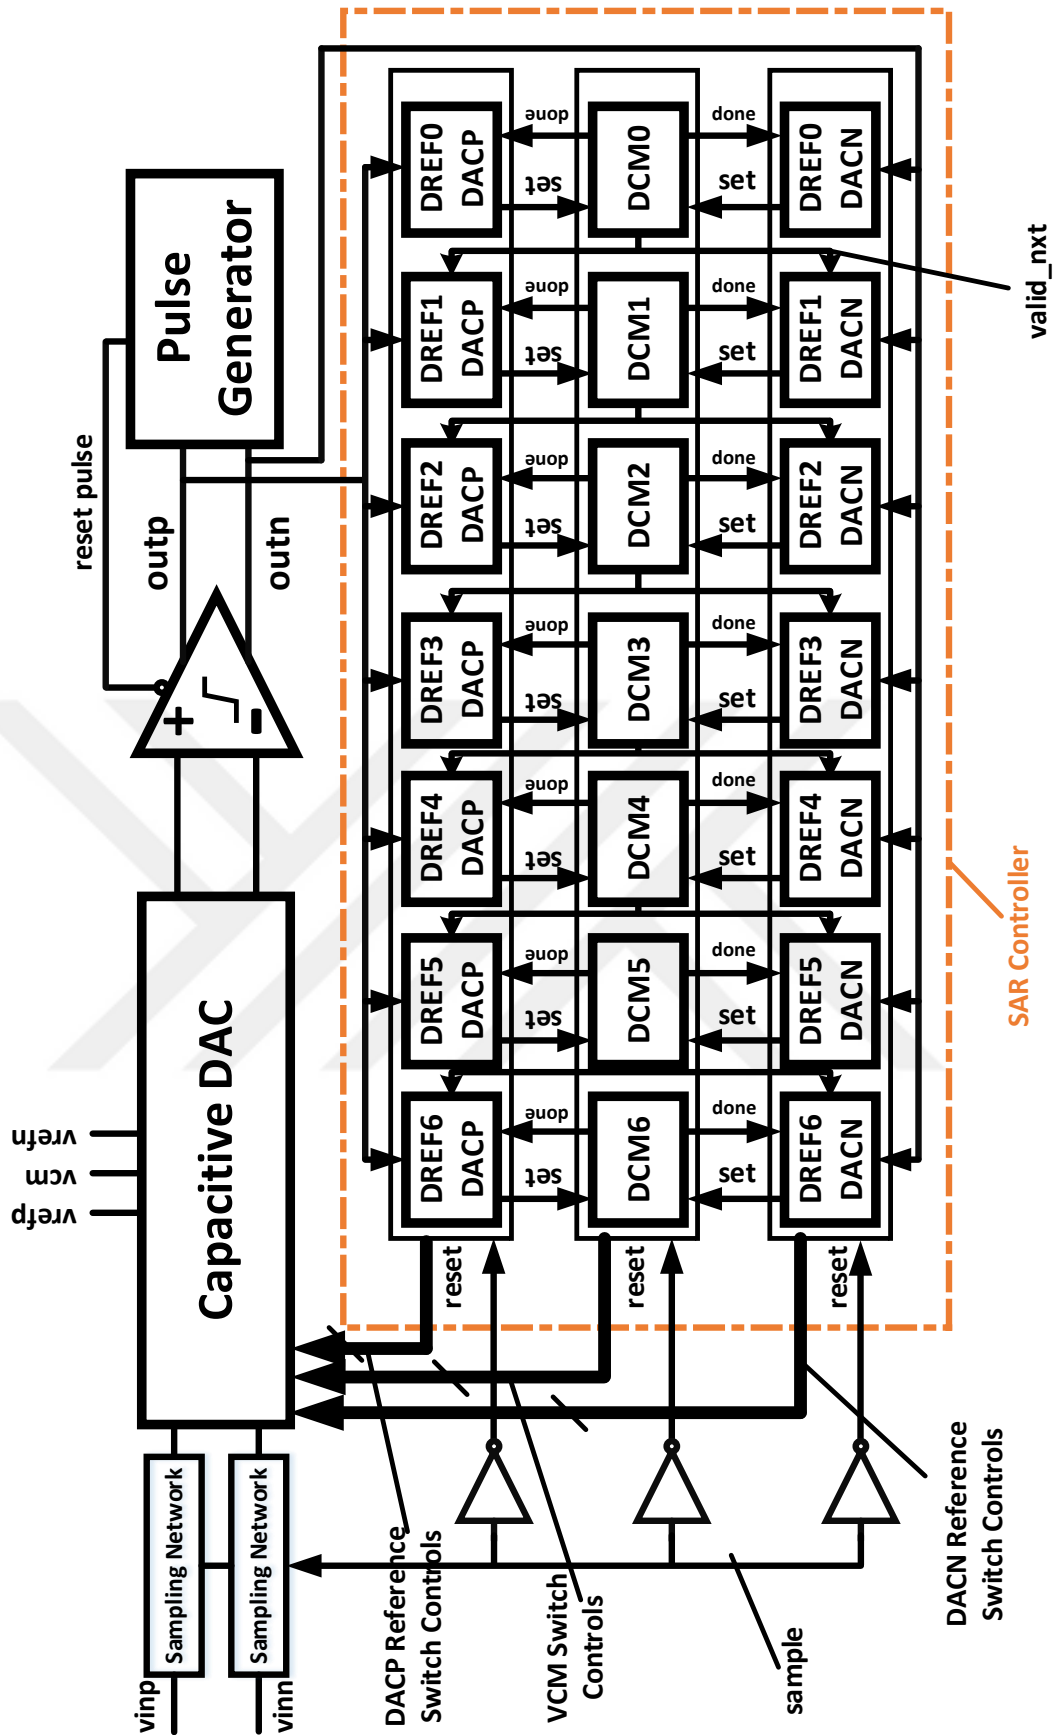 vinp
vinn
Sampling Network
Sampling Network
Capacitive DAC
vrefp
vcm
vrefn
outp
outn
reset pulse
Pulse
Generator
DREF6
DACP
DREF5
DACP
DREF4
DACP
DREF3
DACP
DREF2
DACP
DREF1
DACP
DREF0
DACP
set
done
set
done
set
done
set
done
set
done
set
done
set
done
DCM6
DCM5
DCM4
DCM3
DCM2
DCM1
DCM0
set
done
set
done
set
done
set
done
set
done
set
done
set
done
DREF6
DACN
DREF5
DACN
DREF4
DACN
DREF3
DACN
DREF2
DACN
DREF1
DACN
DREF0
DACN
reset
reset
reset
DACP Reference
Switch Controls
VCM Switch
Controls
sample
DACN Reference
Switch Controls
SAR Controller
valid_nxt